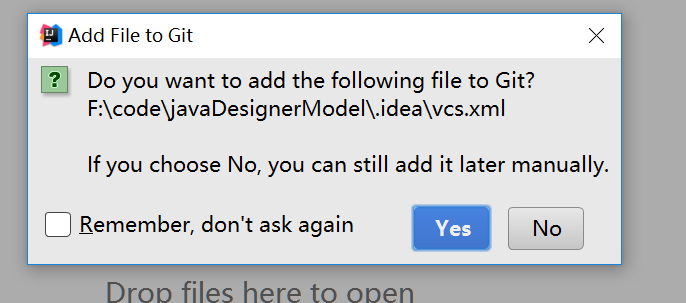 Add File to Git
Do you want to add the following file to Git?
F:\code\javaDesignerModel\.idea\vcs.xml
If you choose No, you can still add it later manually.
Remember, don't ask again
Yes
No
Drop files here to open